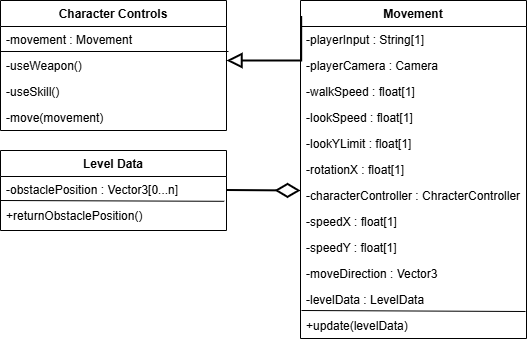 Character Controls
-movement : Movement
-useWeapon()
-useSkill()
-move(movement)
Level Data
-obstaclePosition : Vector3[0...n]
+returnObstaclePosition()
Movement
-playerInput : String[1]
-playerCamera : Camera
-walkSpeed : float[1]
-lookSpeed : float[1]
-lookYLimit : float[1]
-rotationX : float[1]
-characterController : ChracterController
-speedX : float[1]
-speedY : float[1]
-moveDirection : Vector3
-levelData : LevelData
+update(levelData)